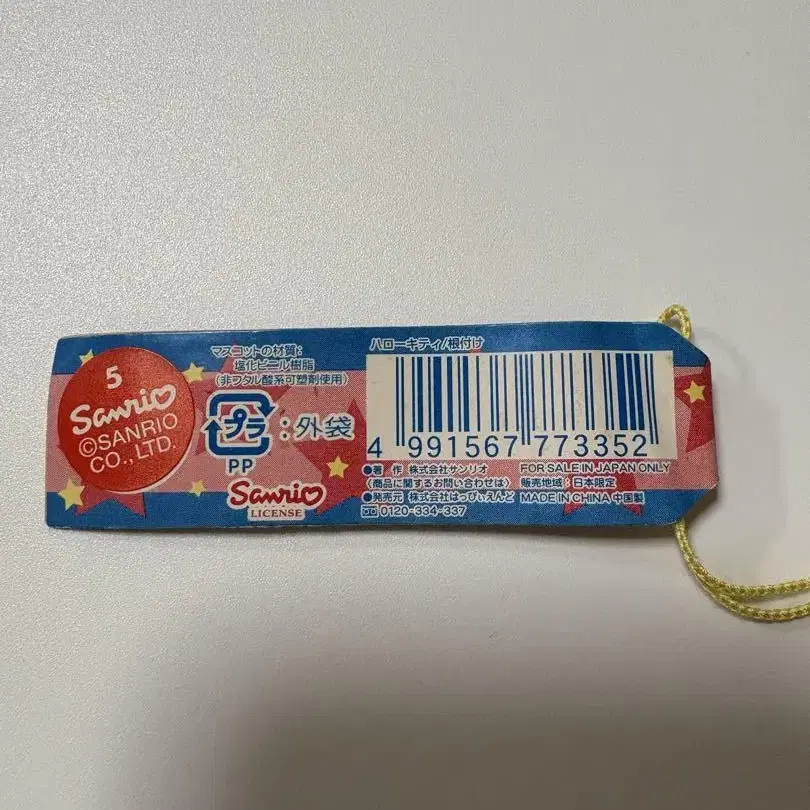 5
Sanrio
©SANRIO
CO., LTD.
マスコットの材質:
塩化ビニル樹脂
(非フタル酸系可塑剤使用)
プラ
:外袋
PP
Sanrio
LICENSE
ハローキティ/根付け
4 991567 773352
●著 作 株式会社サンリオ
〈商品に関するお問い合わせは〉
●発売元 株式会社はっぴぃえんど
0120-334-337
FOR SALE IN JAPAN ONLY
販売地域:日本限定
MADE IN CHINA 中国製